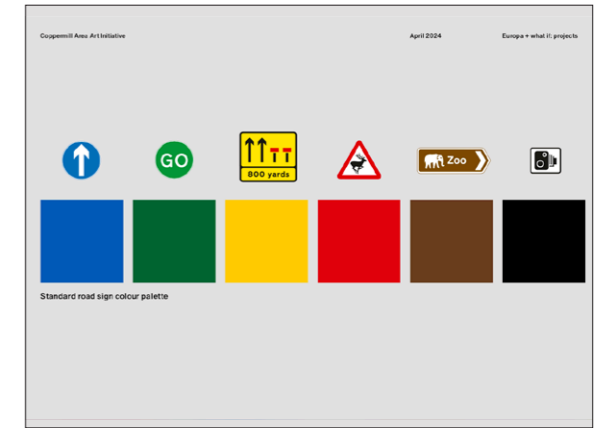 Coppermill Area Art Initiative
April 2024
Europa + what if: projects
GO
800 yards
Zoo
Standard road sign colour palette